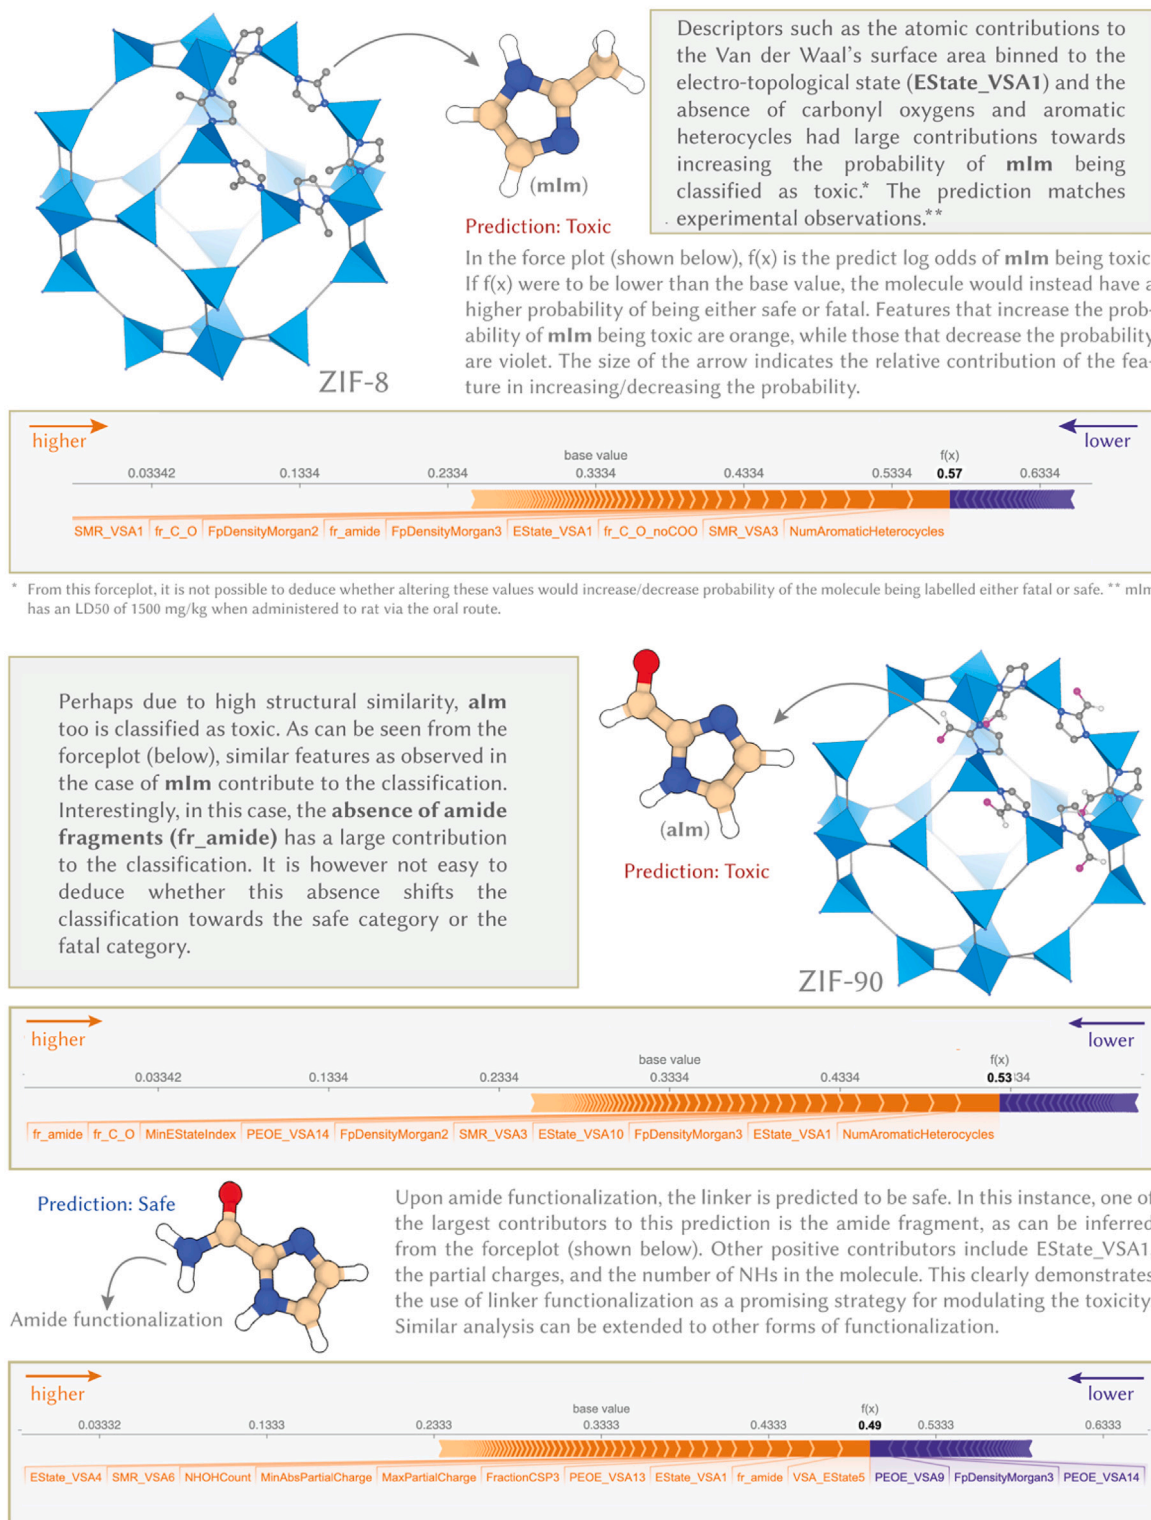 Descriptors such as the atomic contributions to
the Van der Waal's surface area binned to the
electro-topological state (EState_VSA1) and the
absence of carbonyl oxygens and aromatic
heterocycles had large contributions towards
increasing the probability of mIm being
classified as toxic.* The prediction matches
experimental observations.**
(mIm)
Prediction: Toxic
ZIF-8
In the force plot (shown below), f(x) is the predict log odds of mIm being toxic
If f(x) were to be lower than the base value, the molecule would instead have a
higher probability of being either safe or fatal. Features that increase the prob-
ability of mIm being toxic are orange, while those that decrease the probability
are violet. The size of the arrow indicates the relative contribution of the fea-
ture in increasing/decreasing the probability.
higher
lower
base value f(x)
0.03342 0.1334 0.2334 0.3334 0.4334 0.5334 0.57 0.6334
SMR_VSA1 fr_C_O FpDensityMorgan2 fr_amide FpDensityMorgan3 EState_VSA1 fr_C_O_noCOO SMR_VSA3 NumAromaticHeterocycles
* From this forceplot, it is not possible to deduce whether altering these values would increase/decrease probability of the molecule being labelled either fatal or safe. ** mIm
has an LD50 of 1500 mg/kg when administered to rat via the oral route.
Perhaps due to high structural similarity, aIm
too is classified as toxic. As can be seen from the
forceplot (below), similar features as observed
in the case of mIm contribute to the classification.
Interestingly, in this case, the absence of amide
fragments (fr_amide) has a large contribution
to the classification. It is however not easy to
deduce whether this absence shifts the
classification towards the safe category or the
fatal category.
(aIm)
Prediction: Toxic
ZIF-90
higher
lower
base value f(x)
0.03342 0.1334 0.2334 0.3334 0.4334 0.53 34
fr_amide fr_C_O MinEStateIndex PEOE_VSA14 FpDensityMorgan2 SMR_VSA3 EState_VSA10 FpDensityMorgan3 EState_VSA1 NumAromaticHeterocycles
Prediction: Safe
Amide functionalization
Upon amide functionalization, the linker is predicted to be safe. In this instance, one of
the largest contributors to this prediction is the amide fragment, as can be inferred
from the forceplot (shown below). Other positive contributors include EState_VSA1
the partial charges, and the number of NHs in the molecule. This clearly demonstrates
the use of linker functionalization as a promising strategy for modulating the toxicity
Similar analysis can be extended to other forms of functionalization.
higher
lower
base value f(x)
0.03332 0.1333 0.2333 0.3333 0.4333 0.49 0.5333 0.6333
EState_VSA4 SMR_VSA6 NHOHCount MinAbsPartialCharge MaxPartialCharge FractionCSP3 PEOE_VSA13 EState_VSA1 fr_amide VSA_EState5 PEOE_VSA9 FpDensityMorgan3 PEOE_VSA14